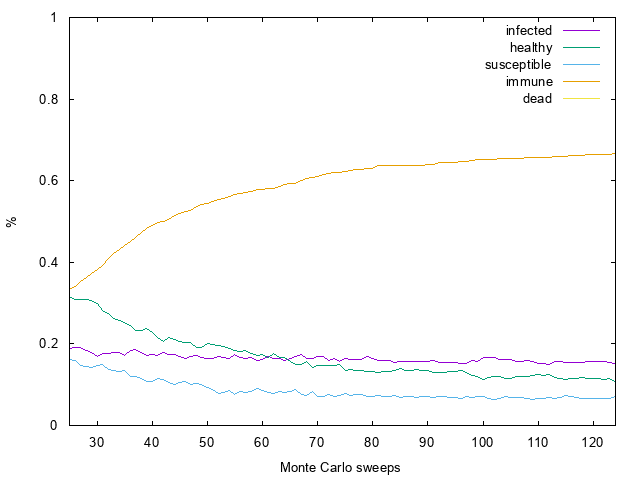 1
0.8
0.6
0.4
0.2
0
%
infected
healthy
susceptible
immune
dead
30 40 50 60 70 80 90 100 110 120
Monte Carlo sweeps